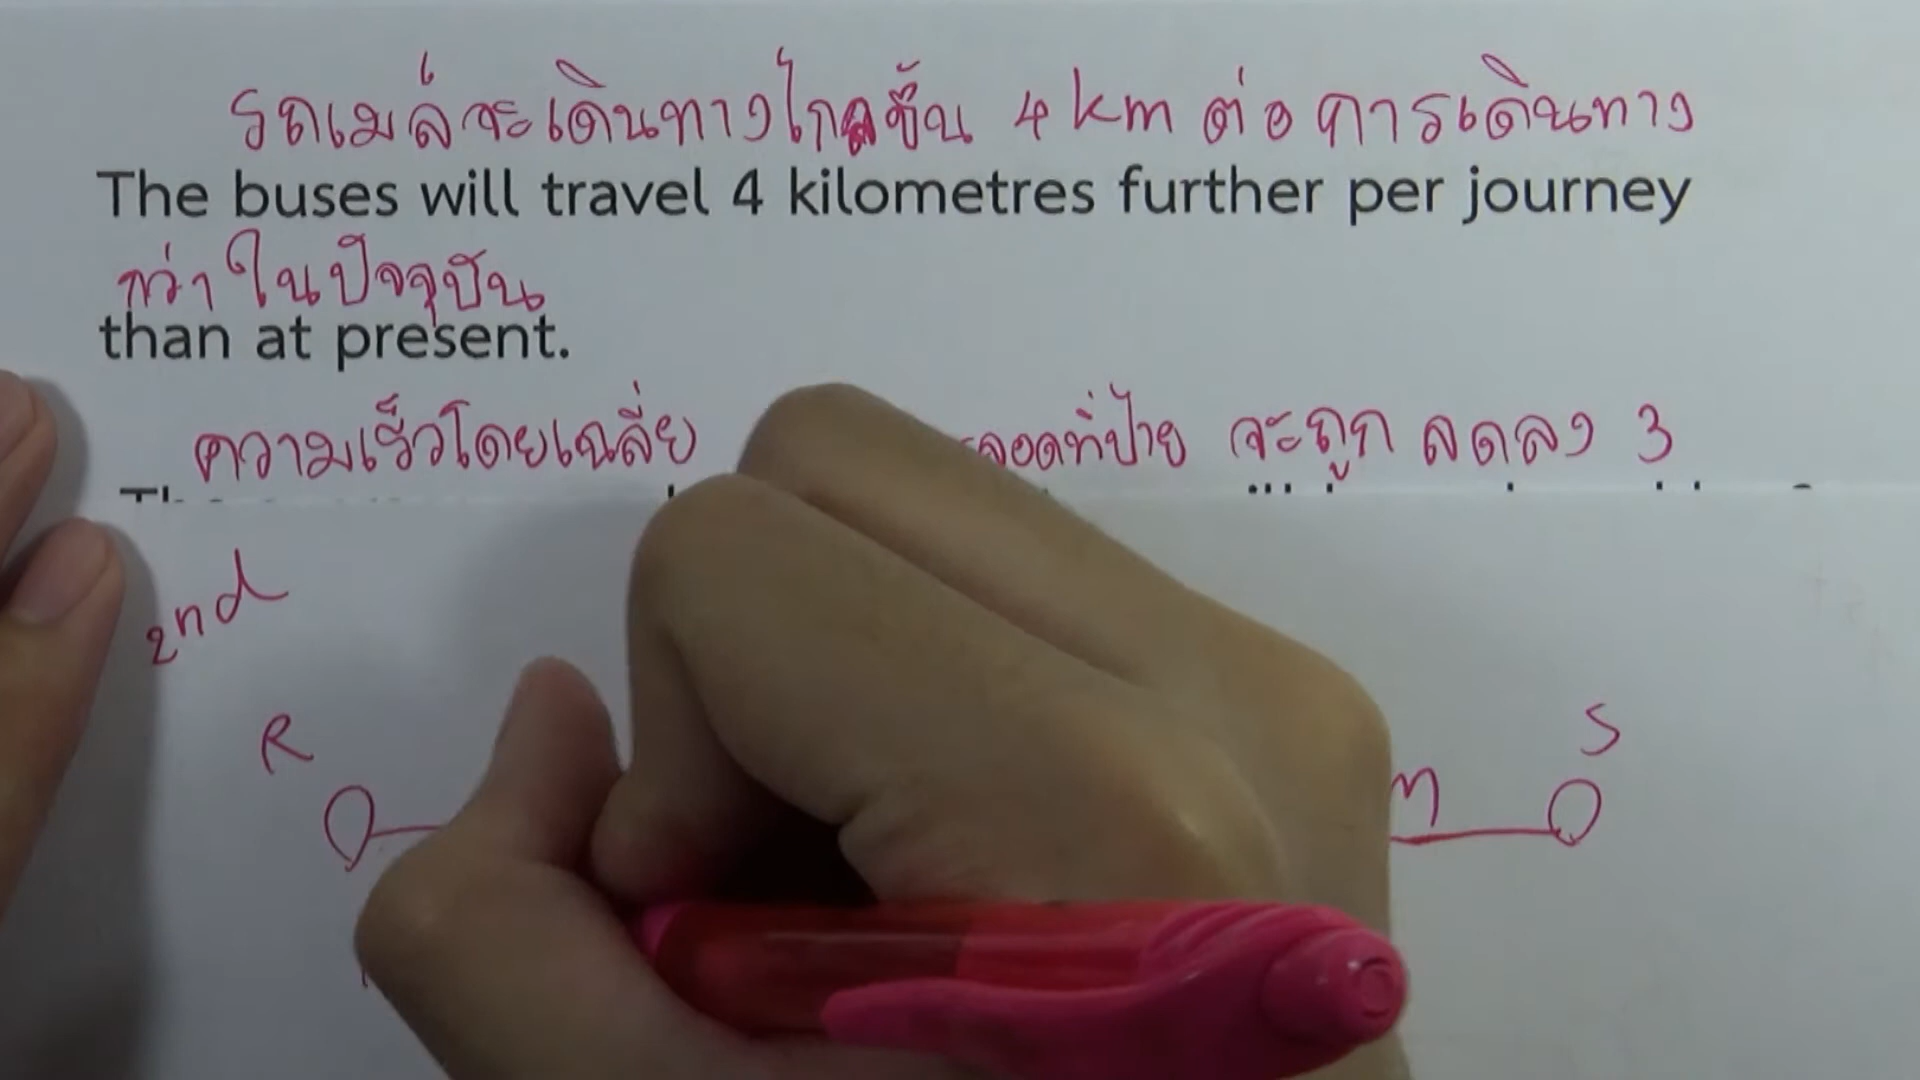 รถเมล์จะเดินทางไกลขึ้น 4 km ต่อการเดินทาง
The buses will travel 4 kilometres further per journey
กว่าในปัจจุบัน
than at present.
ความเร็วโดยเฉลี่ย ลอดที่ป้าย จะถูก ลดลง 3
2nd
R
S